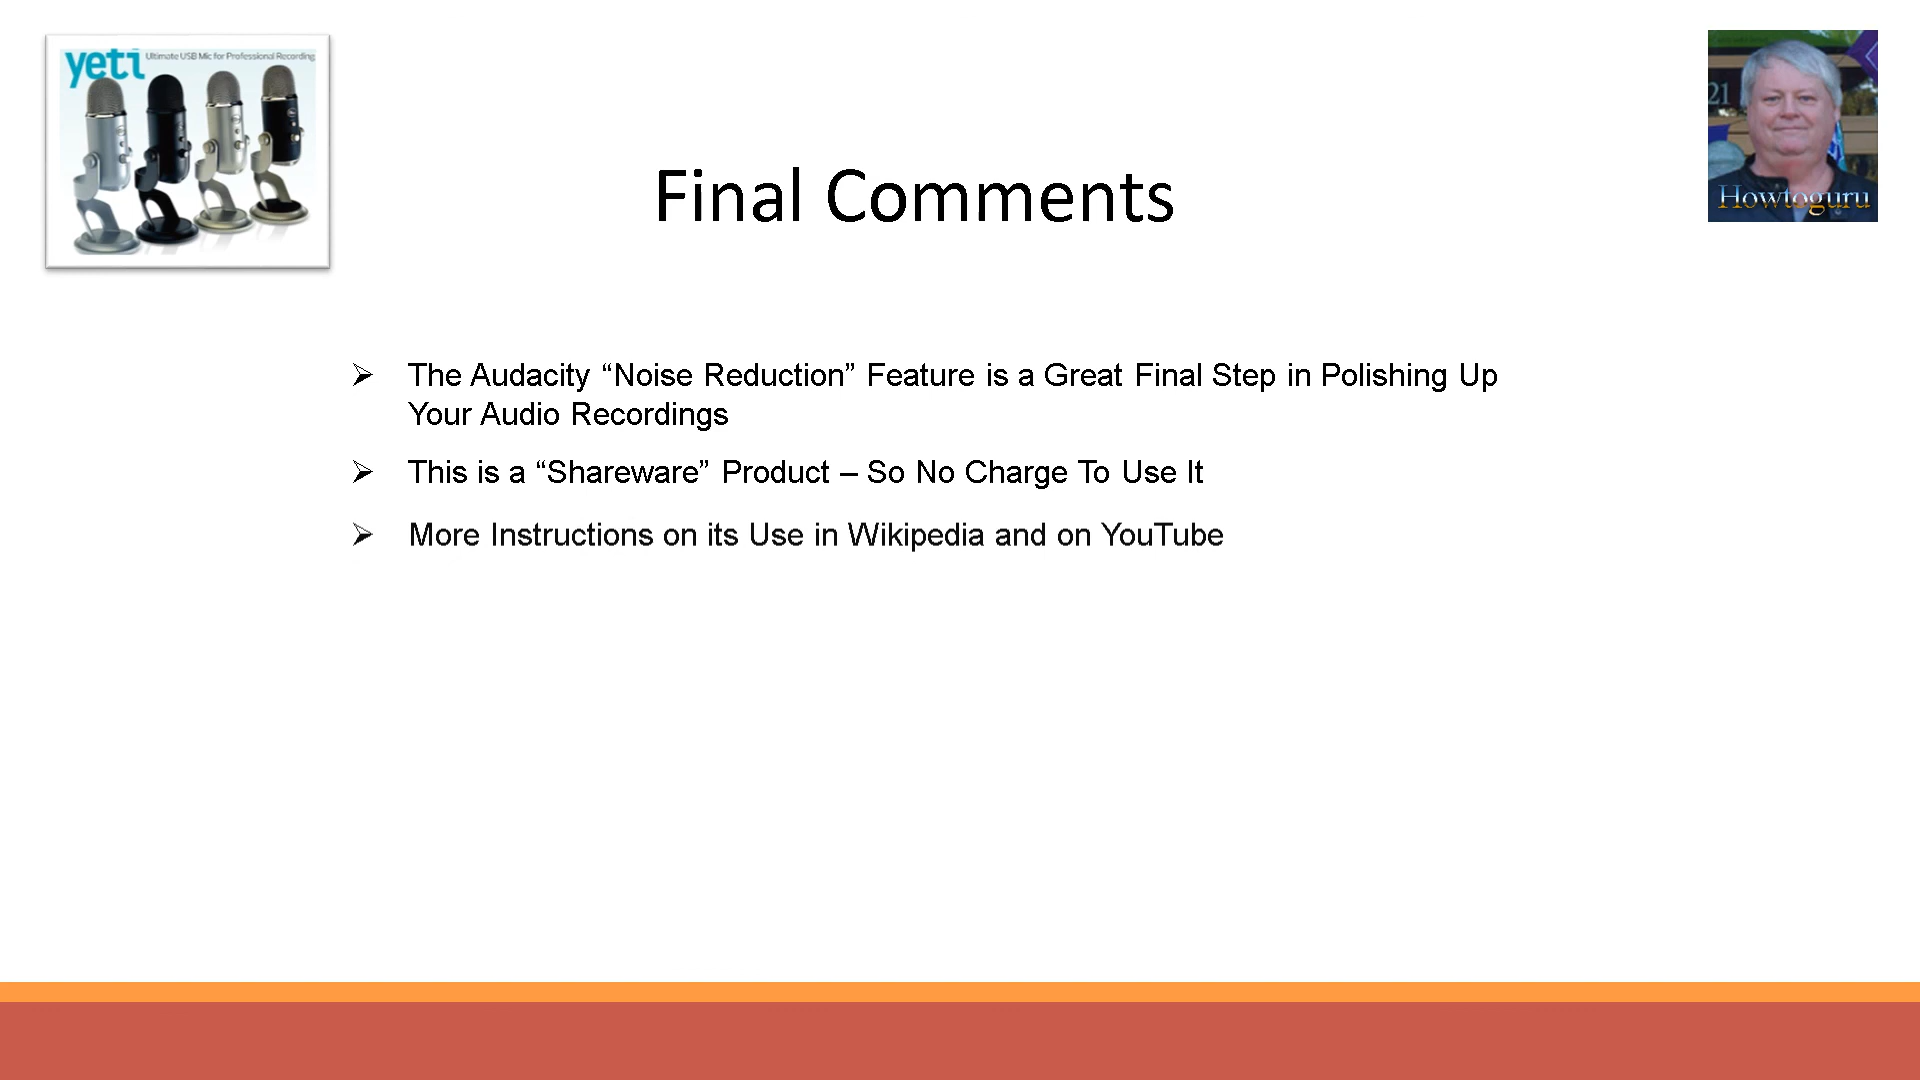 yeti Ultimate USB Mic for Professional Recording
21
Howtoguru
Final Comments
➢ The Audacity “Noise Reduction” Feature is a Great Final Step in Polishing Up
Your Audio Recordings
➢ This is a “Shareware” Product – So No Charge To Use It
➢ More Instructions on its Use in Wikipedia and on YouTube